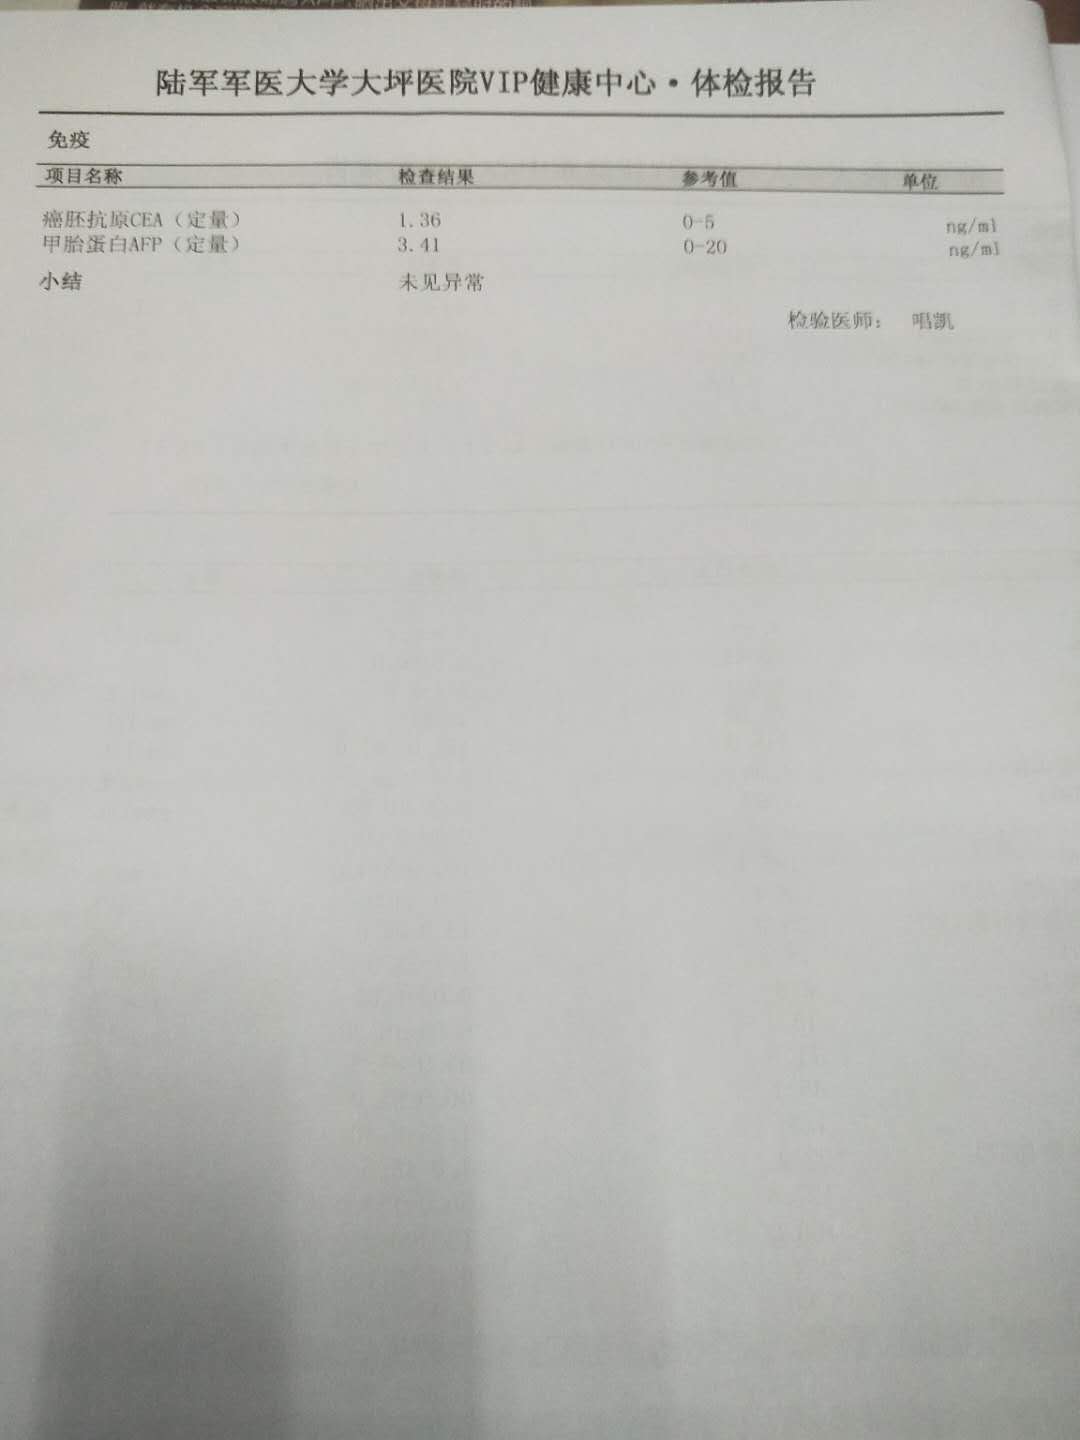 陆军军医大学大坪医院VIP健康中心·体检报告
免疫
项目名称 检查结果 参考值 单位
癌胚抗原CEA（定量） 1.36 0-5 ng/ml
甲胎蛋白AFP（定量） 3.41 0-20 ng/ml
小结 未见异常
检验医师： 唱凯